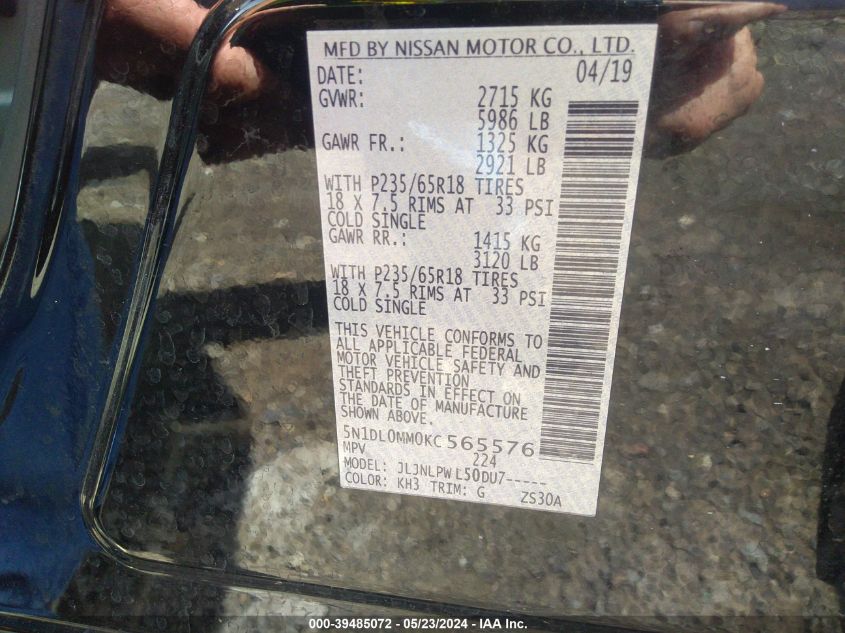 MFD BY NISSAN MOTOR CO., LTD.
DATE: 04/19
GVWR: 2715 KG
5986 LB
GAWR FR.: 1325 KG
2921 LB
WITH P235/65R18 TIRES
18 X 7.5 RIMS AT 33 PSI
COLD SINGLE
GAWR RR.: 1415 KG
3120 LB
WITH P235/65R18 TIRES
18 X 7.5 RIMS AT 33 PSI
COLD SINGLE
THIS VEHICLE CONFORMS TO
ALL APPLICABLE FEDERAL
MOTOR VEHICLE SAFETY AND
THEFT PREVENTION
STANDARDS IN EFFECT ON
THE DATE OF MANUFACTURE
SHOWN ABOVE.
5N1DL0MM0KC565576
MPV 224
MODEL: JL3NLPW L50DU7-----
COLOR: KH3 TRIM: G ZS30A
000-39485072 - 05/23/2024 - IAA Inc.